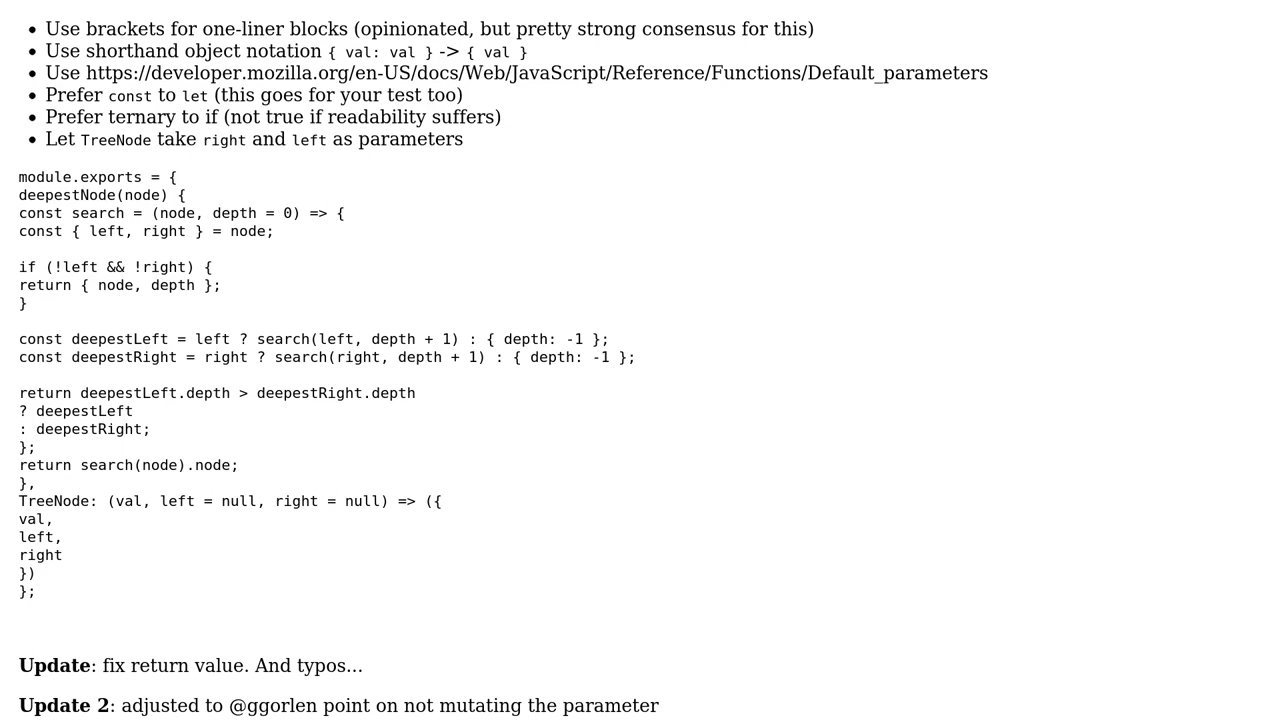 Use brackets for one-liner blocks (opinionated, but pretty strong consensus for this)
Use shorthand object notation { val: val } -> { val }
Use https://developer.mozilla.org/en-US/docs/Web/JavaScript/Reference/Functions/Default_parameters
Prefer const to let (this goes for your test too)
Prefer ternary to if (not true if readability suffers)
Let TreeNode take right and left as parameters
module.exports = {
deepestNode(node) {
const search = (node, depth = 0) => {
const { left, right } = node;
if (!left && !right) {
return { node, depth };
}
const deepestLeft = left ? search(left, depth + 1) : { depth: -1 };
const deepestRight = right ? search(right, depth + 1) : { depth: -1 };
return deepestLeft.depth > deepestRight.depth
? deepestLeft
: deepestRight;
};
return search(node).node;
},
TreeNode: (val, left = null, right = null) => ({
val,
left,
right
})
};
Update: fix return value. And typos...
Update 2: adjusted to @ggorlen point on not mutating the parameter